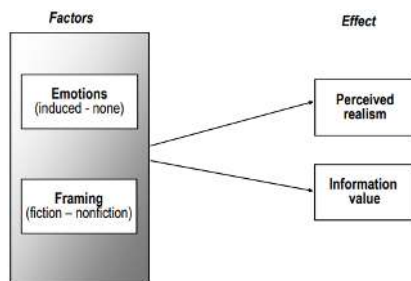 Factors
Effect
Emotions
(induced - none)
Perceived
realism
Framing
(fiction – nonfiction)
Information
value